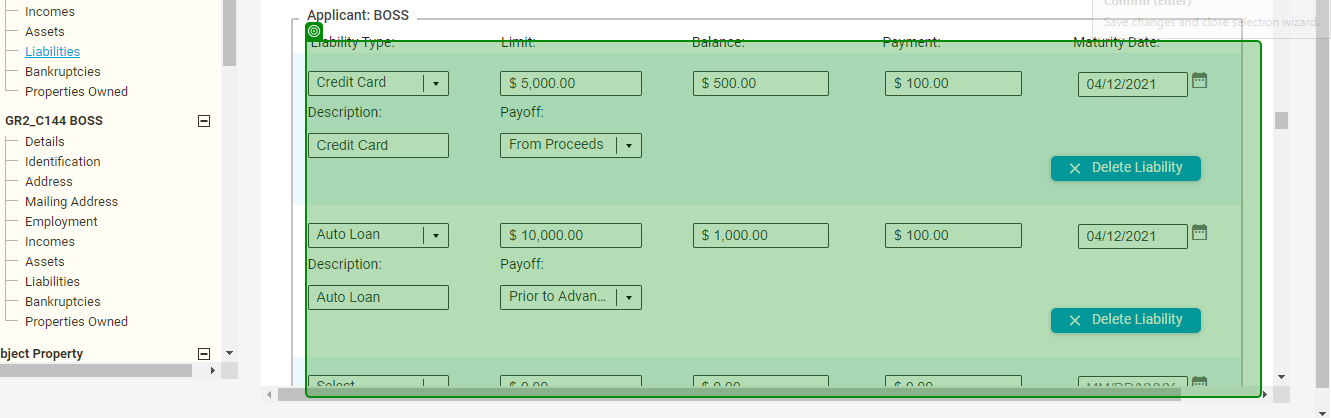 Incomes
Assets
Liabilities
Bankruptcies
Properties Owned
GR2_C144 BOSS
Details
Identification
Address
Mailing Address
Employment
Incomes
Assets
Liabilities
Bankruptcies
Properties Owned
bject Property
Confirm (Enter)
Save changes and close selection wizard.
Applicant: BOSS
Liability Type: Limit: Balance: Payment: Maturity Date:
Credit Card $ 5,000.00 $ 500.00 $ 100.00 04/12/2021
Description: Payoff:
Credit Card From Proceeds
Delete Liability
Auto Loan $ 10,000.00 $ 1,000.00 $ 100.00 04/12/2021
Description: Payoff:
Auto Loan Prior to Advan...
Delete Liability
Select $ 0.00 $ 0.00 $ 0.00 MM/DD/YYYY